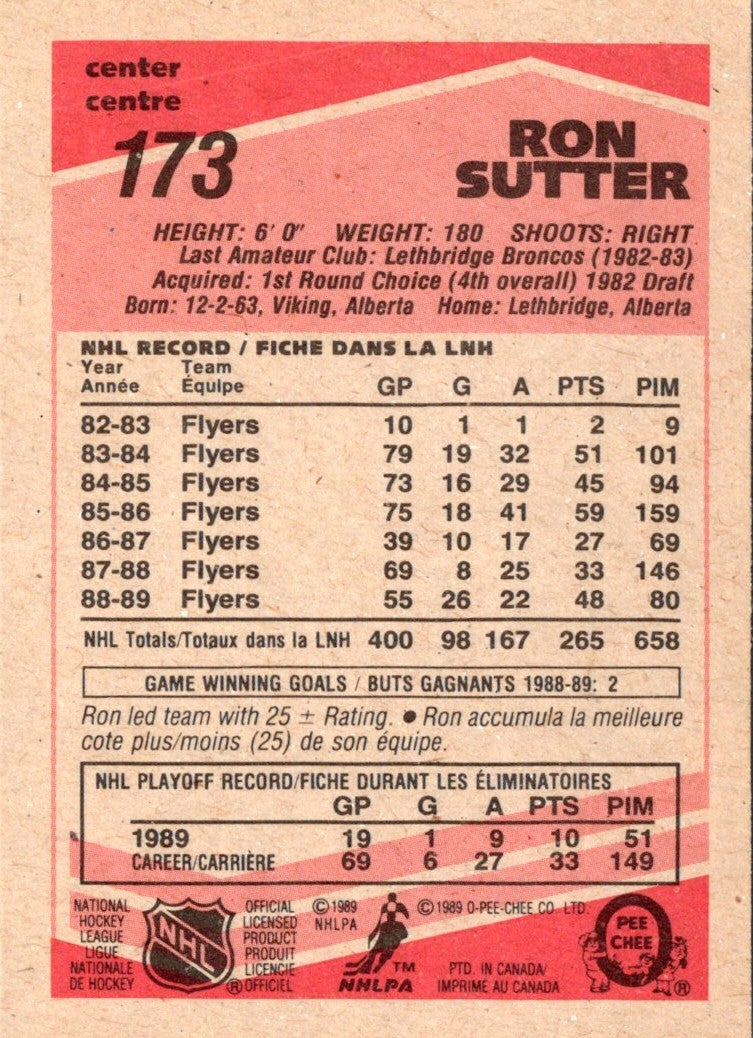 center
centre
173
RON
SUTTER
HEIGHT: 6' 0" WEIGHT: 180 SHOOTS: RIGHT
Last Amateur Club: Lethbridge Broncos (1982-83)
Acquired: 1st Round Choice (4th overall) 1982 Draft
Born: 12-2-63, Viking, Alberta Home: Lethbridge, Alberta
NHL RECORD / FICHE DANS LA LNH
Year Team
Année Équipe GP G A PTS PIM
82-83 Flyers 10 1 1 2 9
83-84 Flyers 79 19 32 51 101
84-85 Flyers 73 16 29 45 94
85-86 Flyers 75 18 41 59 159
86-87 Flyers 39 10 17 27 69
87-88 Flyers 69 8 25 33 146
88-89 Flyers 55 26 22 48 80
NHL Totals/Totaux dans la LNH 400 98 167 265 658
GAME WINNING GOALS / BUTS GAGNANTS 1988-89: 2
Ron led team with 25 ± Rating. ● Ron accumula la meilleure
cote plus/moins (25) de son équipe.
NHL PLAYOFF RECORD/FICHE DURANT LES ÉLIMINATOIRES
GP G A PTS PIM
1989 19 1 9 10 51
CAREER/CARRIÈRE 69 6 27 33 149
NATIONAL
HOCKEY
LEAGUE
LIGUE
NATIONALE
DE HOCKEY
NHL
OFFICIAL
LICENSED
PRODUCT
PRODUIT
LICENCIE
® OFFICIEL
© 1989
NHLPA
TM
NHLPA
© 1989 O-PEE-CHEE CO. LTD.
PTD. IN CANADA/
IMPRIMÉ AU CANADA
O
PEE
CHEE
®